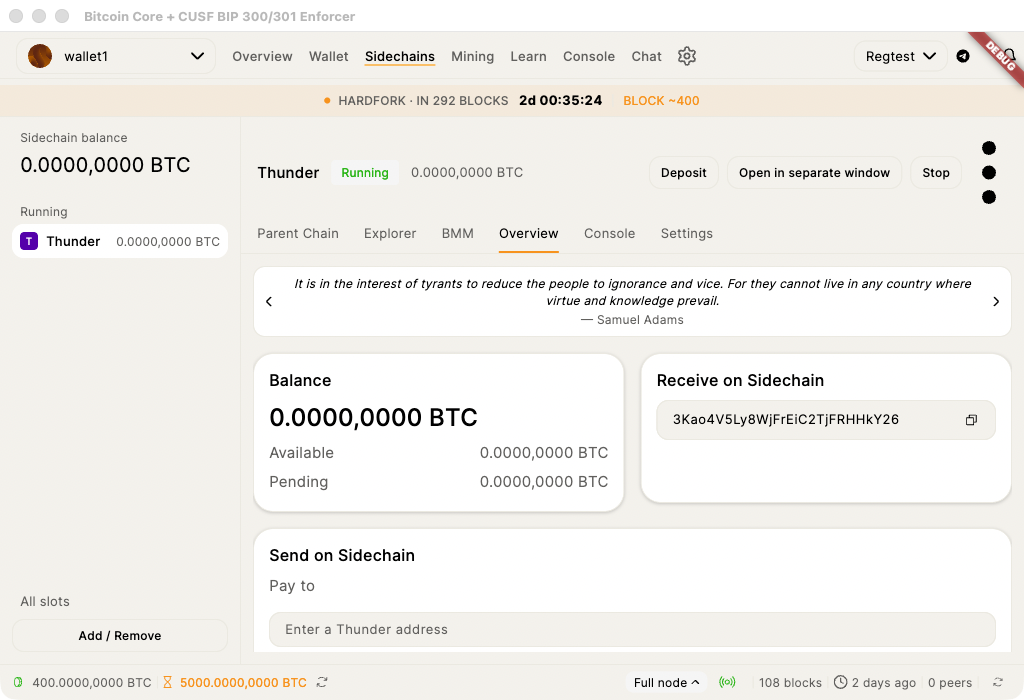 Bitcoin Core + CUSF BIP 300/301 Enforcer
wallet1
Overview
Wallet
Sidechains
Mining
Learn
Console
Chat
Regtest
DEBUG
HARDFORK · IN 292 BLOCKS 2d 00:35:24 BLOCK ~400
Sidechain balance
0.0000,0000 BTC
Running
T Thunder 0.0000,0000 BTC
All slots
Add / Remove
Thunder Running 0.0000,0000 BTC
Deposit
Open in separate window
Stop
Parent Chain
Explorer
BMM
Overview
Console
Settings
It is in the interest of tyrants to reduce the people to ignorance and vice. For they cannot live in any country where
virtue and knowledge prevail.
— Samuel Adams
Balance
0.0000,0000 BTC
Available 0.0000,0000 BTC
Pending 0.0000,0000 BTC
Receive on Sidechain
3Kao4V5Ly8WjFrEiC2TjFRHHkY26
Send on Sidechain
Pay to
Enter a Thunder address
400.0000,0000 BTC
5000.0000,0000 BTC
Full node
108 blocks
2 days ago
0 peers